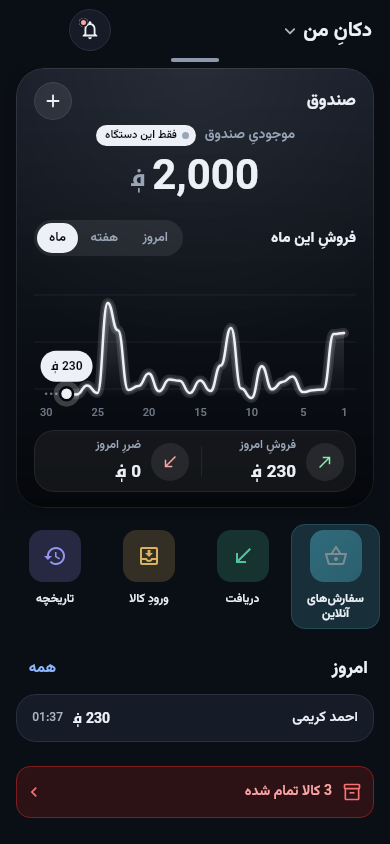 دکانِ من
صندوق
موجودیِ صندوق
فقط این دستگاه
2,000 ؋
فروشِ این ماه
امروز
هفته
ماه
230 ؋
1
5
10
15
20
25
30
فروشِ امروز
230 ؋
ضررِ امروز
0 ؋
سفارش‌های
آنلاین
دریافت
ورودِ کالا
تاریخچه
امروز
همه
احمد کریمی
230 ؋
01:37
3 کالا تمام شده